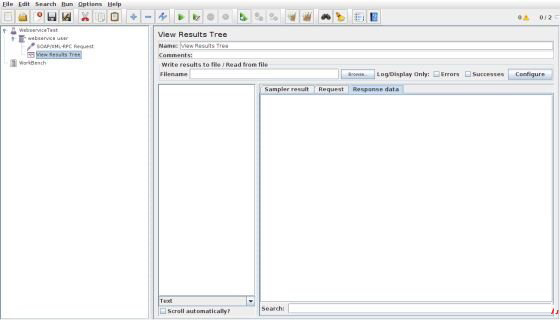 File Edit Search Run Options Help
0 0 / 2
WebserviceTest
webservice user
SOAP/XML-RPC Request
View Results Tree
WorkBench
View Results Tree
Name: View Results Tree
Comments:
Write results to file / Read from file
Filename Browse... Log/Display Only: Errors Successes Configure
Sampler result Request Response data
Text
Scroll automatically?
Search: